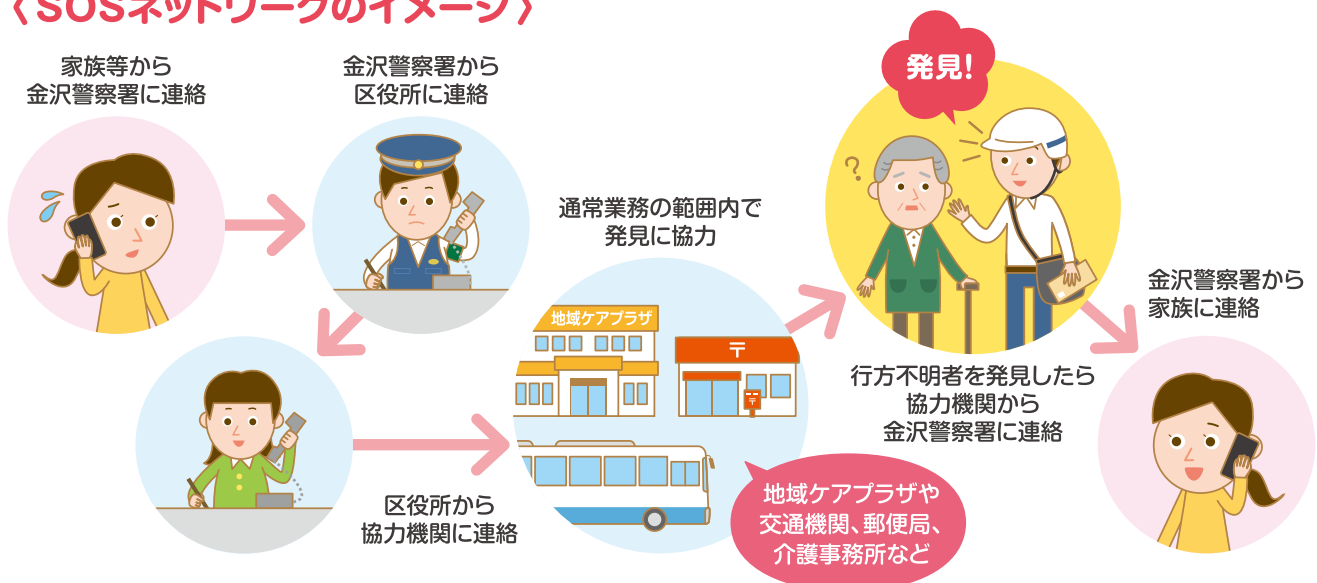 〈SOSネットワークのイメージ〉
家族等から
金沢警察署に連絡
金沢警察署から
区役所に連絡
区役所から
協力機関に連絡
通常業務の範囲内で
発見に協力
地域ケアプラザ
〒
〒
地域ケアプラザや
交通機関、郵便局、
介護事務所など
発見!
?
行方不明者を発見したら
協力機関から
金沢警察署に連絡
金沢警察署から
家族に連絡